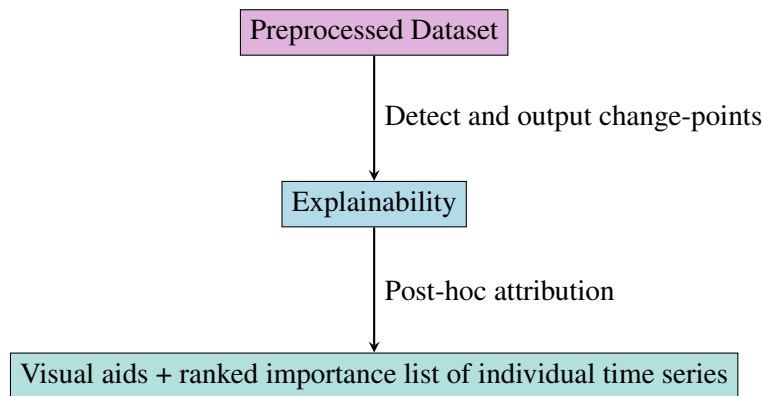 Preprocessed Dataset
Detect and output change-points
Explainability
Post-hoc attribution
Visual aids + ranked importance list of individual time series